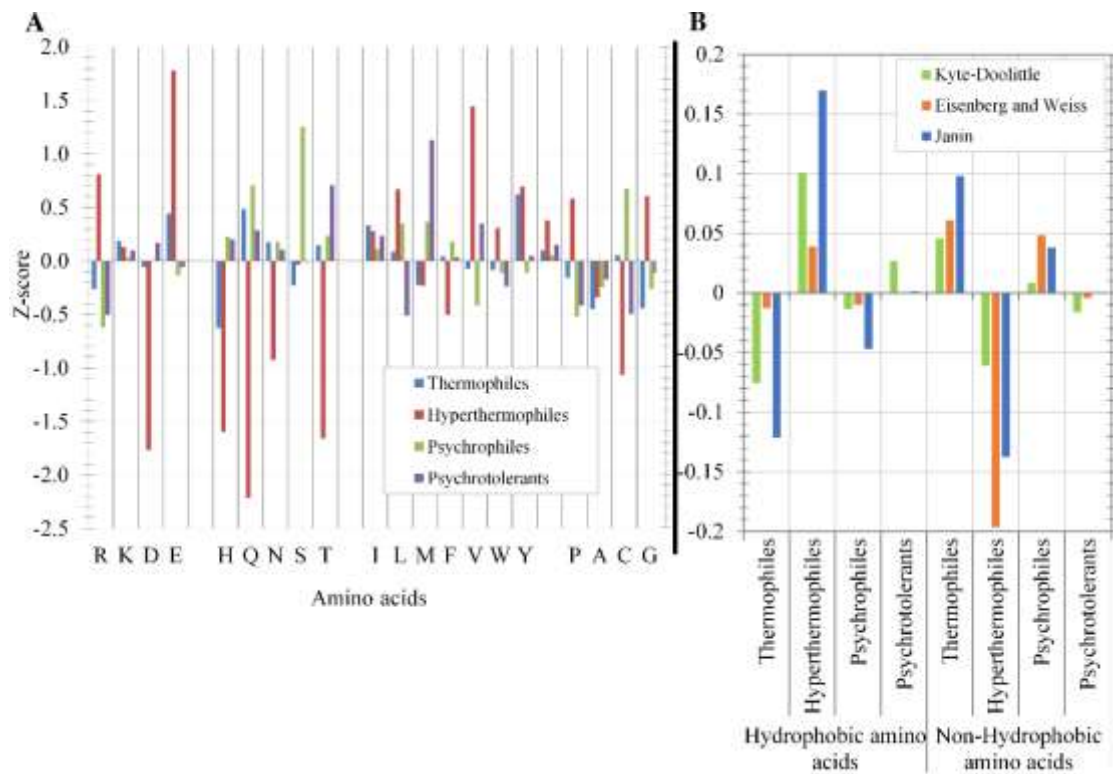 A
B
2.0
1.5
1.0
0.5
0.0
-0.5
-1.0
-1.5
-2.0
-2.5
Z-score
Thermophiles
Hyperthermophiles
Psychrophiles
Psychrotolerants
R K D E H Q N S T I L M F V W Y P A C G
Amino acids
0.2
0.15
0.1
0.05
0
-0.05
-0.1
-0.15
-0.2
Kyte-Doolittle
Eisenberg and Weiss
Janin
Thermophiles
Hyperthermophiles
Psychrophiles
Psychrotolerants
Thermophiles
Hyperthermophiles
Psychrophiles
Psychrotolerants
Hydrophobic amino
acids
Non-Hydrophobic
amino acids